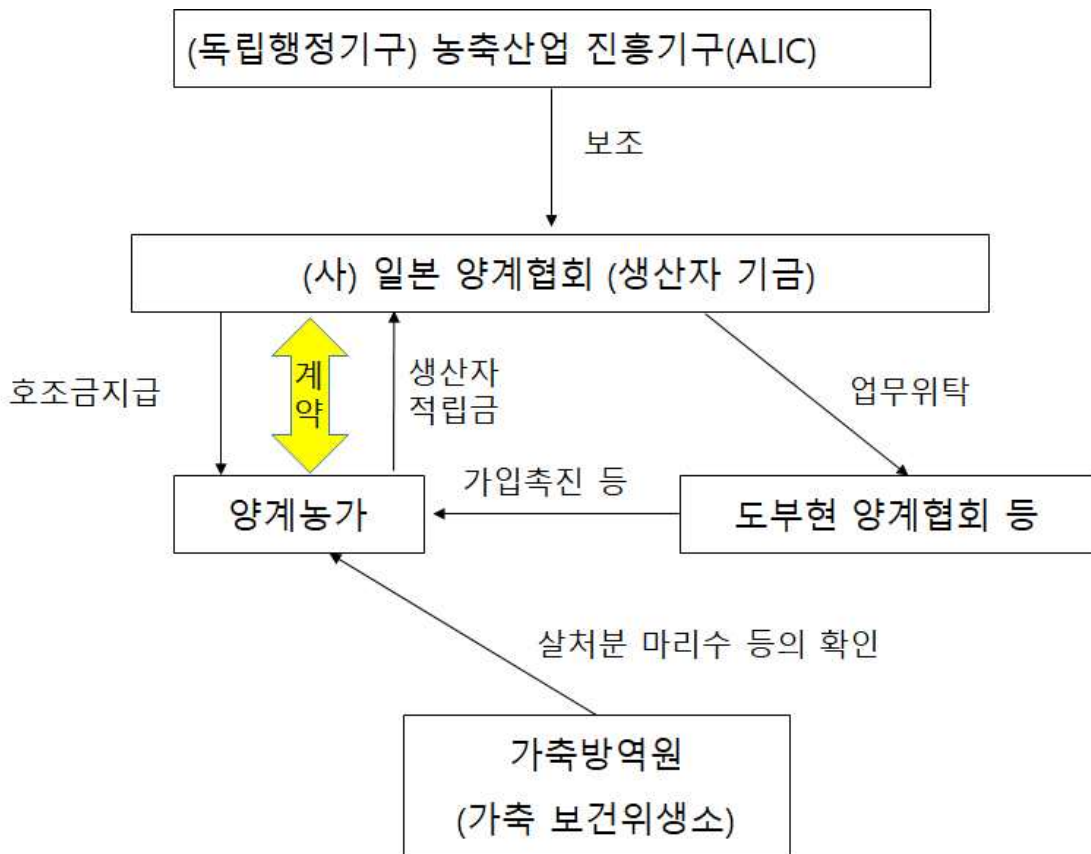 (독립행정기구) 농축산업 진흥기구(ALIC)
보조
(사) 일본 양계협회 (생산자 기금)
호조금지급
계
약
생산자
적립금
업무위탁
양계농가
가입촉진 등
도부현 양계협회 등
살처분 마리수 등의 확인
가축방역원
(가축 보건위생소)